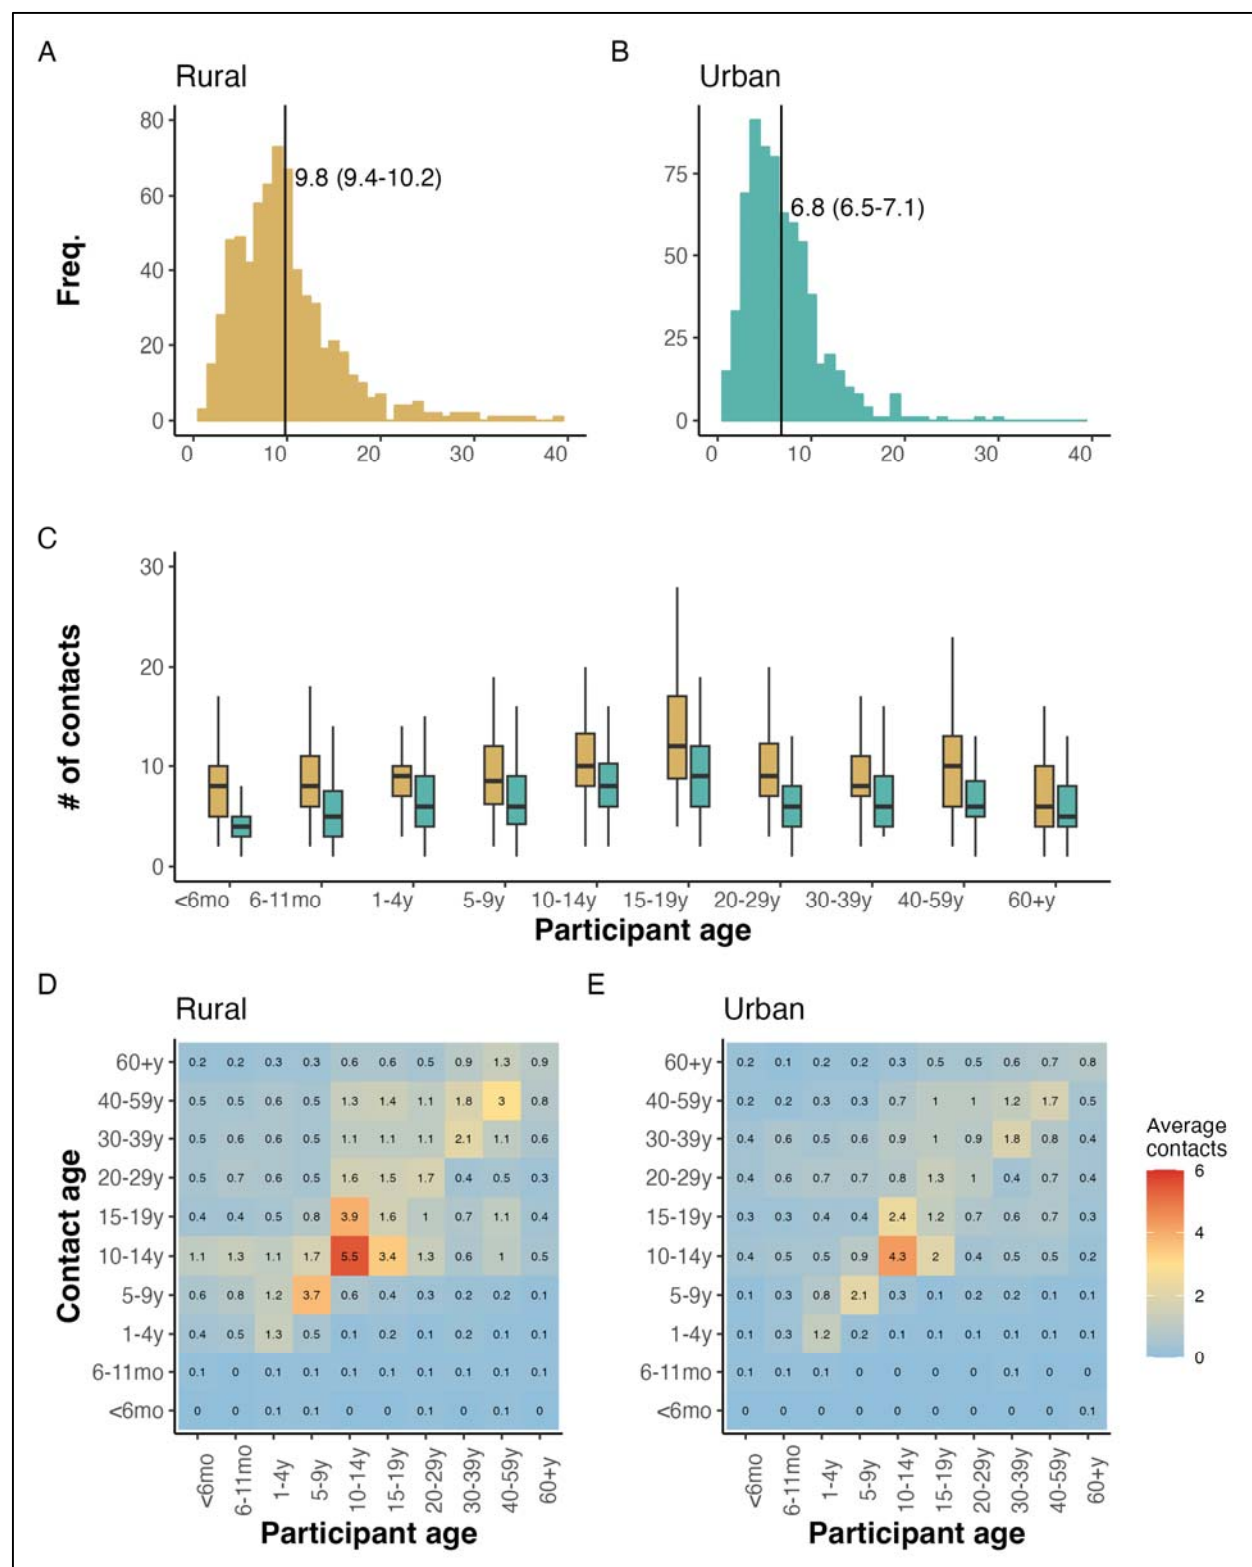 A
B
Rural
Urban
80
60
40
20
0
9.8 (9.4-10.2)
75
50
25
0
6.8 (6.5-7.1)
Freq.
0 10 20 30 40
0 10 20 30 40
C
30
20
10
0
# of contacts
<6mo 6-11mo 1-4y 5-9y 10-14y 15-19y 20-29y 30-39y 40-59y 60+y
Participant age
D
E
Rural
Urban
Contact age
60+y 0.2 0.2 0.3 0.3 0.6 0.6 0.5 0.9 1.3 0.9
40-59y 0.5 0.5 0.6 0.5 1.3 1.4 1.1 1.8 3 0.8
30-39y 0.5 0.6 0.6 0.5 1.1 1.1 1.1 2.1 1.1 0.6
20-29y 0.5 0.7 0.6 0.5 1.6 1.5 1.7 0.4 0.5 0.3
15-19y 0.4 0.4 0.5 0.8 3.9 1.6 1 0.7 1.1 0.4
10-14y 1.1 1.3 1.1 1.7 5.5 3.4 1.3 0.6 1 0.5
5-9y 0.6 0.8 1.2 3.7 0.6 0.4 0.3 0.2 0.2 0.1
1-4y 0.4 0.5 1.3 0.5 0.1 0.2 0.1 0.2 0.1 0.1
6-11mo 0.1 0 0.1 0.1 0 0 0.1 0 0.1 0
<6mo 0 0 0.1 0.1 0 0 0.1 0 0.1 0
<6mo 6-11mo 1-4y 5-9y 10-14y 15-19y 20-29y 30-39y 40-59y 60+y
Participant age
60+y 0.2 0.1 0.2 0.2 0.3 0.5 0.5 0.6 0.7 0.8
40-59y 0.2 0.2 0.3 0.3 0.7 1 1 1.2 1.7 0.5
30-39y 0.4 0.6 0.5 0.6 0.9 1 0.9 1.8 0.8 0.4
20-29y 0.4 0.6 0.7 0.7 0.8 1.3 1 0.4 0.7 0.4
15-19y 0.3 0.3 0.4 0.4 2.4 1.2 0.7 0.6 0.7 0.3
10-14y 0.4 0.5 0.5 0.9 4.3 2 0.4 0.5 0.5 0.2
5-9y 0.1 0.3 0.8 2.1 0.3 0.1 0.2 0.2 0.1 0.1
1-4y 0.1 0.3 1.2 0.2 0.1 0.1 0.1 0.1 0.1 0.1
6-11mo 0.1 0.1 0.1 0 0 0 0 0.1 0 0
<6mo 0 0 0 0 0 0 0 0 0 0.1
<6mo 6-11mo 1-4y 5-9y 10-14y 15-19y 20-29y 30-39y 40-59y 60+y
Participant age
Average
contacts
6
4
2
0